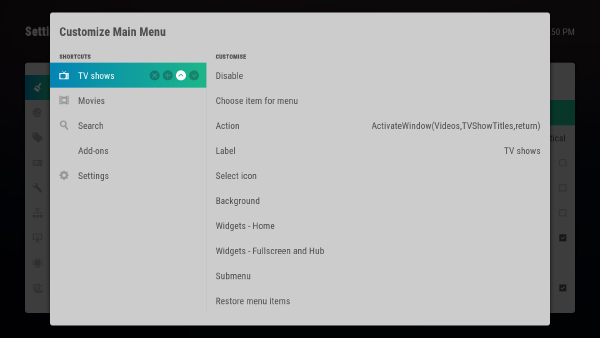 Setti
50 PM
Customize Main Menu
SHORTCUTS
TV shows
Movies
Search
Add-ons
Settings
CUSTOMISE
Disable
Choose item for menu
Action ActivateWindow(Videos,TVShowTitles,return)
Label TV shows
Select icon
Background
Widgets - Home
Widgets - Fullscreen and Hub
Submenu
Restore menu items
tical